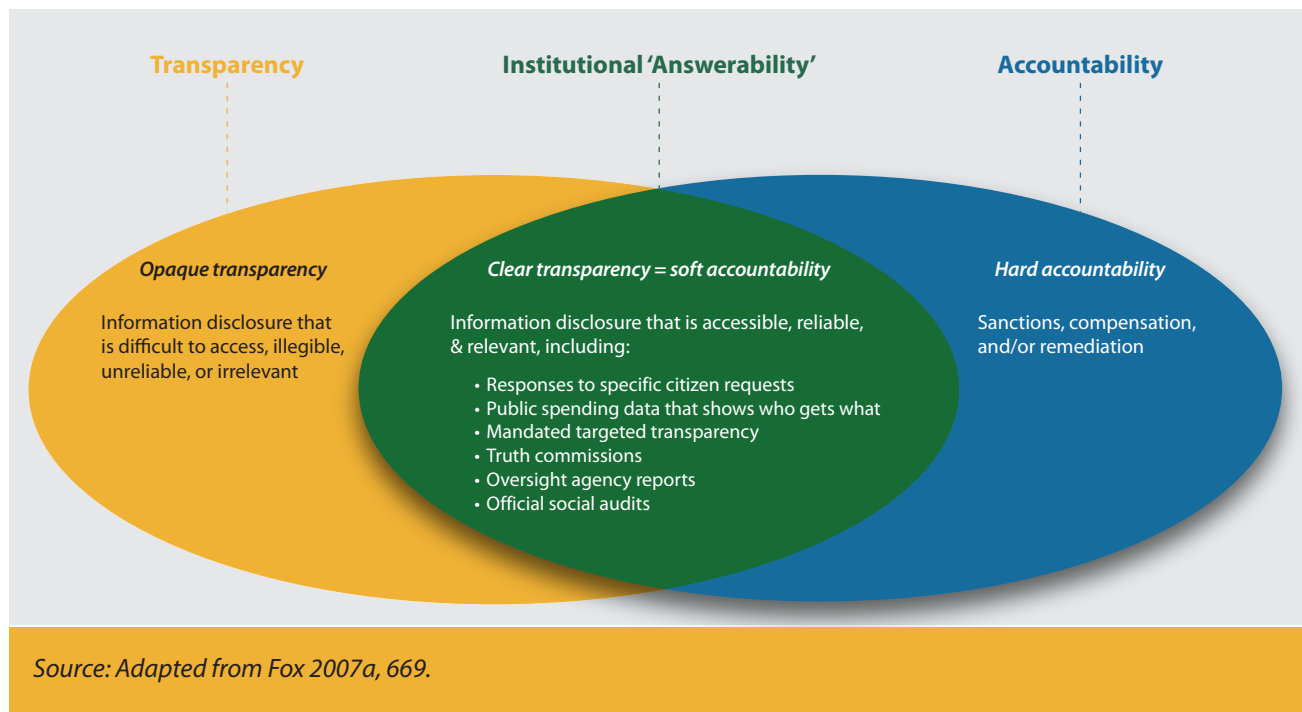 Transparency
Institutional ‘Answerability’
Accountability
Opaque transparency
Information disclosure that
is difficult to access, illegible,
unreliable, or irrelevant
Clear transparency = soft accountability
Information disclosure that is accessible, reliable,
& relevant, including:
• Responses to specific citizen requests
• Public spending data that shows who gets what
• Mandated targeted transparency
• Truth commissions
• Oversight agency reports
• Official social audits
Hard accountability
Sanctions, compensation,
and/or remediation
Source: Adapted from Fox 2007a, 669.